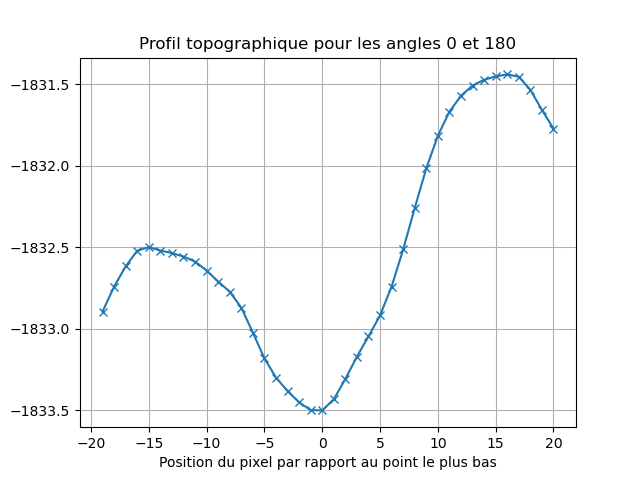 Profil topographique pour les angles 0 et 180
−1831.5
−1832.0
−1832.5
−1833.0
−1833.5
−20 −15 −10 −5 0 5 10 15 20
Position du pixel par rapport au point le plus bas